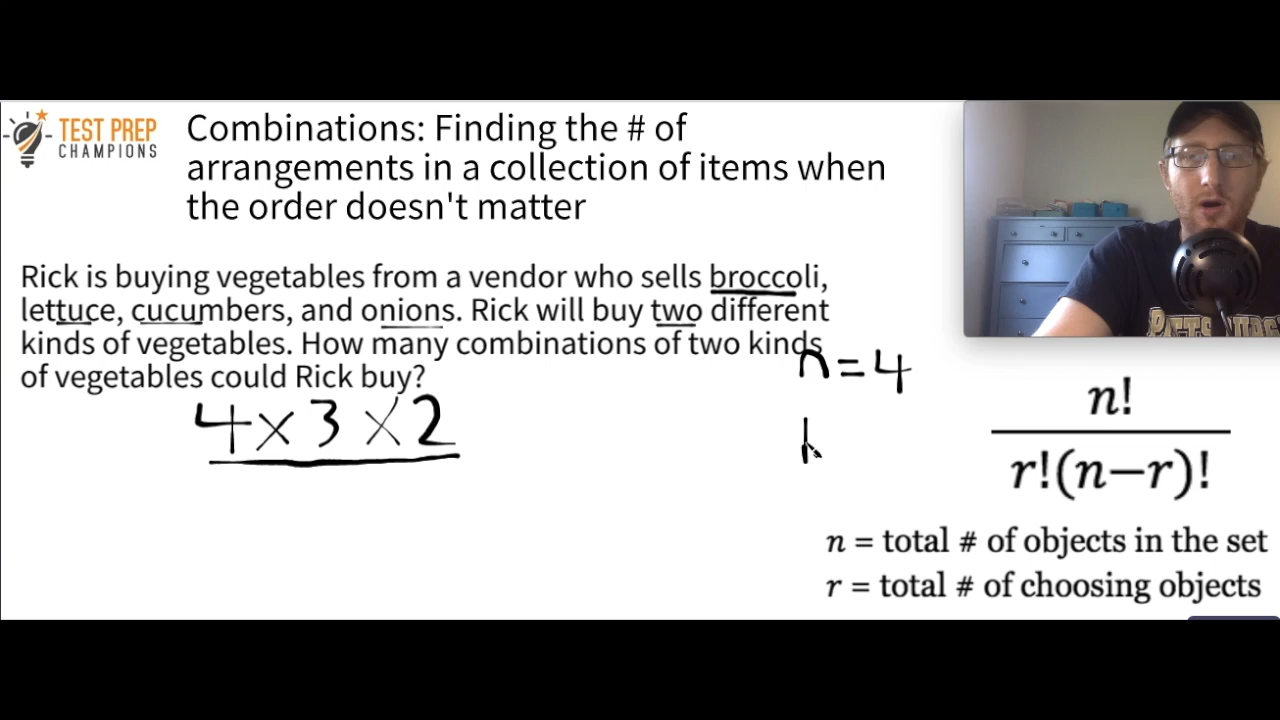 TEST PREP
CHAMPIONS
Combinations: Finding the # of
arrangements in a collection of items when
the order doesn't matter
Rick is buying vegetables from a vendor who sells broccoli,
lettuce, cucumbers, and onions. Rick will buy two different
kinds of vegetables. How many combinations of two kinds
of vegetables could Rick buy?
4 × 3 × 2
n = 4
n!
r!(n−r)!
n = total # of objects in the set
r = total # of choosing objects